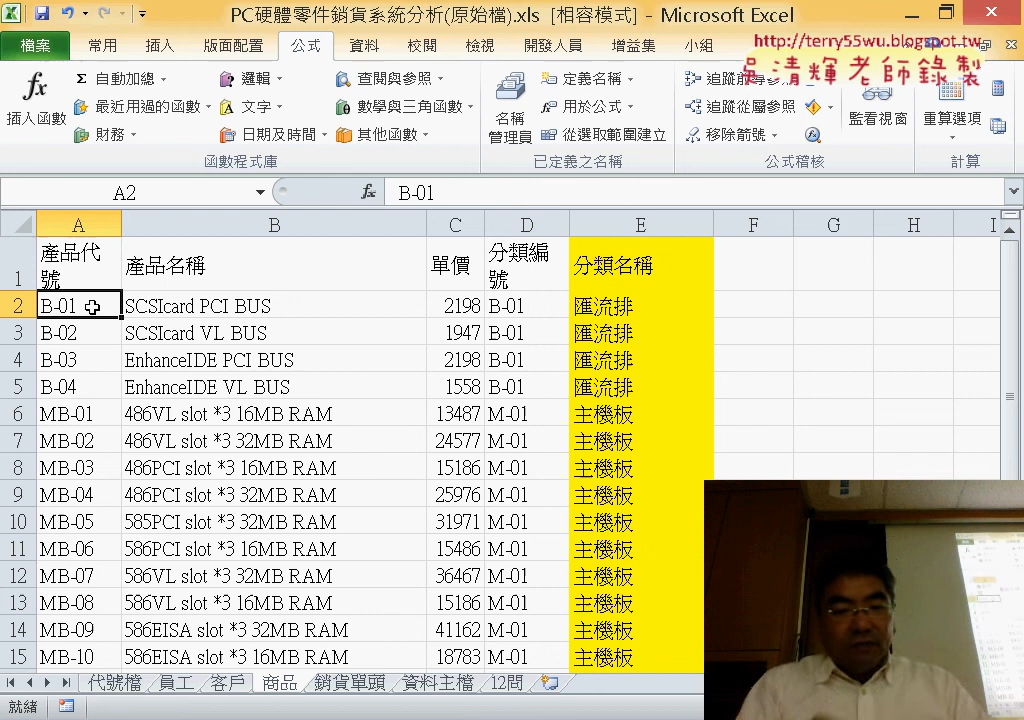 PC硬體零件銷貨系統分析(原始檔).xls [相容模式] - Microsoft Excel
檔案 常用 插入 版面配置 公式 資料 校閱 檢視 開發人員 增益集 小組
http://terry55wu.blogspot.tw
吳清輝老師錄製
fx 插入函數
Σ 自動加總 邏輯 查閱與參照 定義名稱
最近用過的函數 文字 數學與三角函數 用於公式 追蹤從屬參照
財務 日期及時間 其他函數 名稱管理員 從選取範圍建立 移除箭號 監看視窗 重算選項
函數程式庫 已定義之名稱 公式稽核 計算
A2 fx B-01
A B C D E F G H I
1 產品代號 產品名稱 單價 分類編號 分類名稱
2 B-01 SCSIcard PCI BUS 2198 B-01 匯流排
3 B-02 SCSIcard VL BUS 1947 B-01 匯流排
4 B-03 EnhanceIDE PCI BUS 2198 B-01 匯流排
5 B-04 EnhanceIDE VL BUS 1558 B-01 匯流排
6 MB-01 486VL slot *3 16MB RAM 13487 M-01 主機板
7 MB-02 486VL slot *3 32MB RAM 24577 M-01 主機板
8 MB-03 486PCI slot *3 16MB RAM 15186 M-01 主機板
9 MB-04 486PCI slot *3 32MB RAM 25976 M-01 主機板
10 MB-05 585PCI slot *3 32MB RAM 31971 M-01 主機板
11 MB-06 586PCI slot *3 16MB RAM 15486 M-01 主機板
12 MB-07 586VL slot *3 32MB RAM 36467 M-01 主機板
13 MB-08 586VL slot *3 16MB RAM 15186 M-01 主機板
14 MB-09 586EISA slot *3 32MB RAM 41162 M-01 主機板
15 MB-10 586EISA slot *3 16MB RAM 18783 M-01 主機板
代號檔 員工 客戶 商品 銷貨單頭 資料主檔 12問
就緒